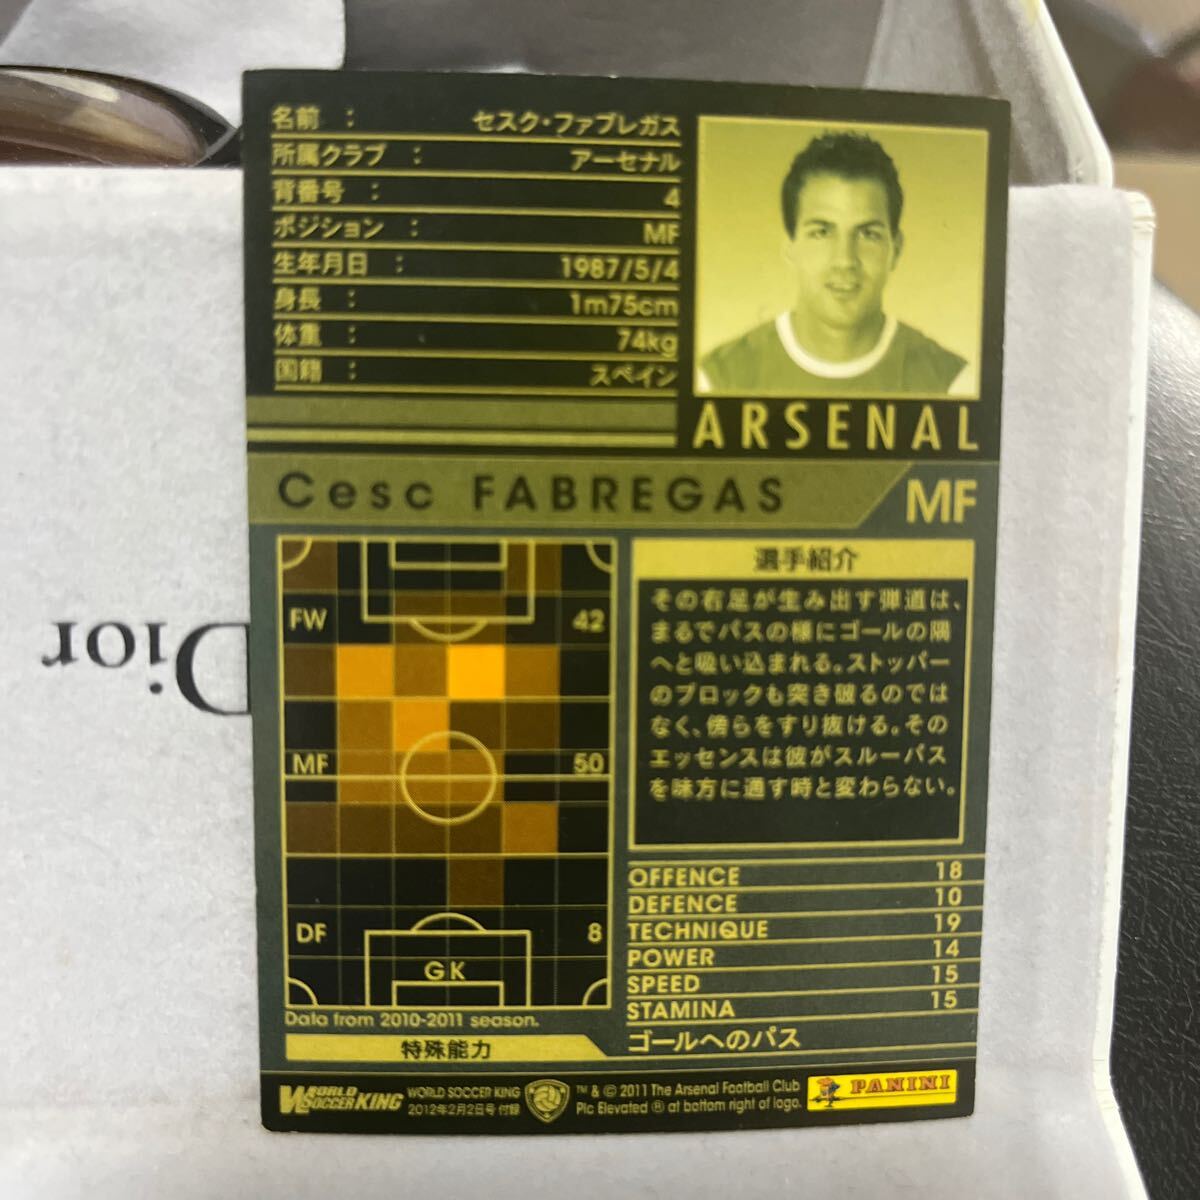 名前 : セスク・ファブレガス
所属クラブ : アーセナル
背番号 : 4
ポジション : MF
生年月日 : 1987/5/4
身長 : 1m75cm
体重 : 74kg
国籍 : スペイン
ARSENAL
Cesc FABREGAS
MF
FW 42
MF 50
DF 8
GK
Data from 2010-2011 season.
選手紹介
その右足が生み出す弾道は、
まるでパスの様にゴールの隅
へと吸い込まれる。ストッパー
のブロックも突き破るのでは
なく、傍らをすり抜ける。その
エッセンスは彼がスルーパス
を味方に通す時と変わらない。
OFFENCE 18
DEFENCE 10
TECHNIQUE 19
POWER 14
SPEED 15
STAMINA 15
特殊能力
ゴールへのパス
WORLD SOCCER KING
WORLD SOCCER KING
2012年2月2日号 付録
™ & © 2011 The Arsenal Football Club
Pic Elevated ® at bottom right of logo.
PANINI
Dior